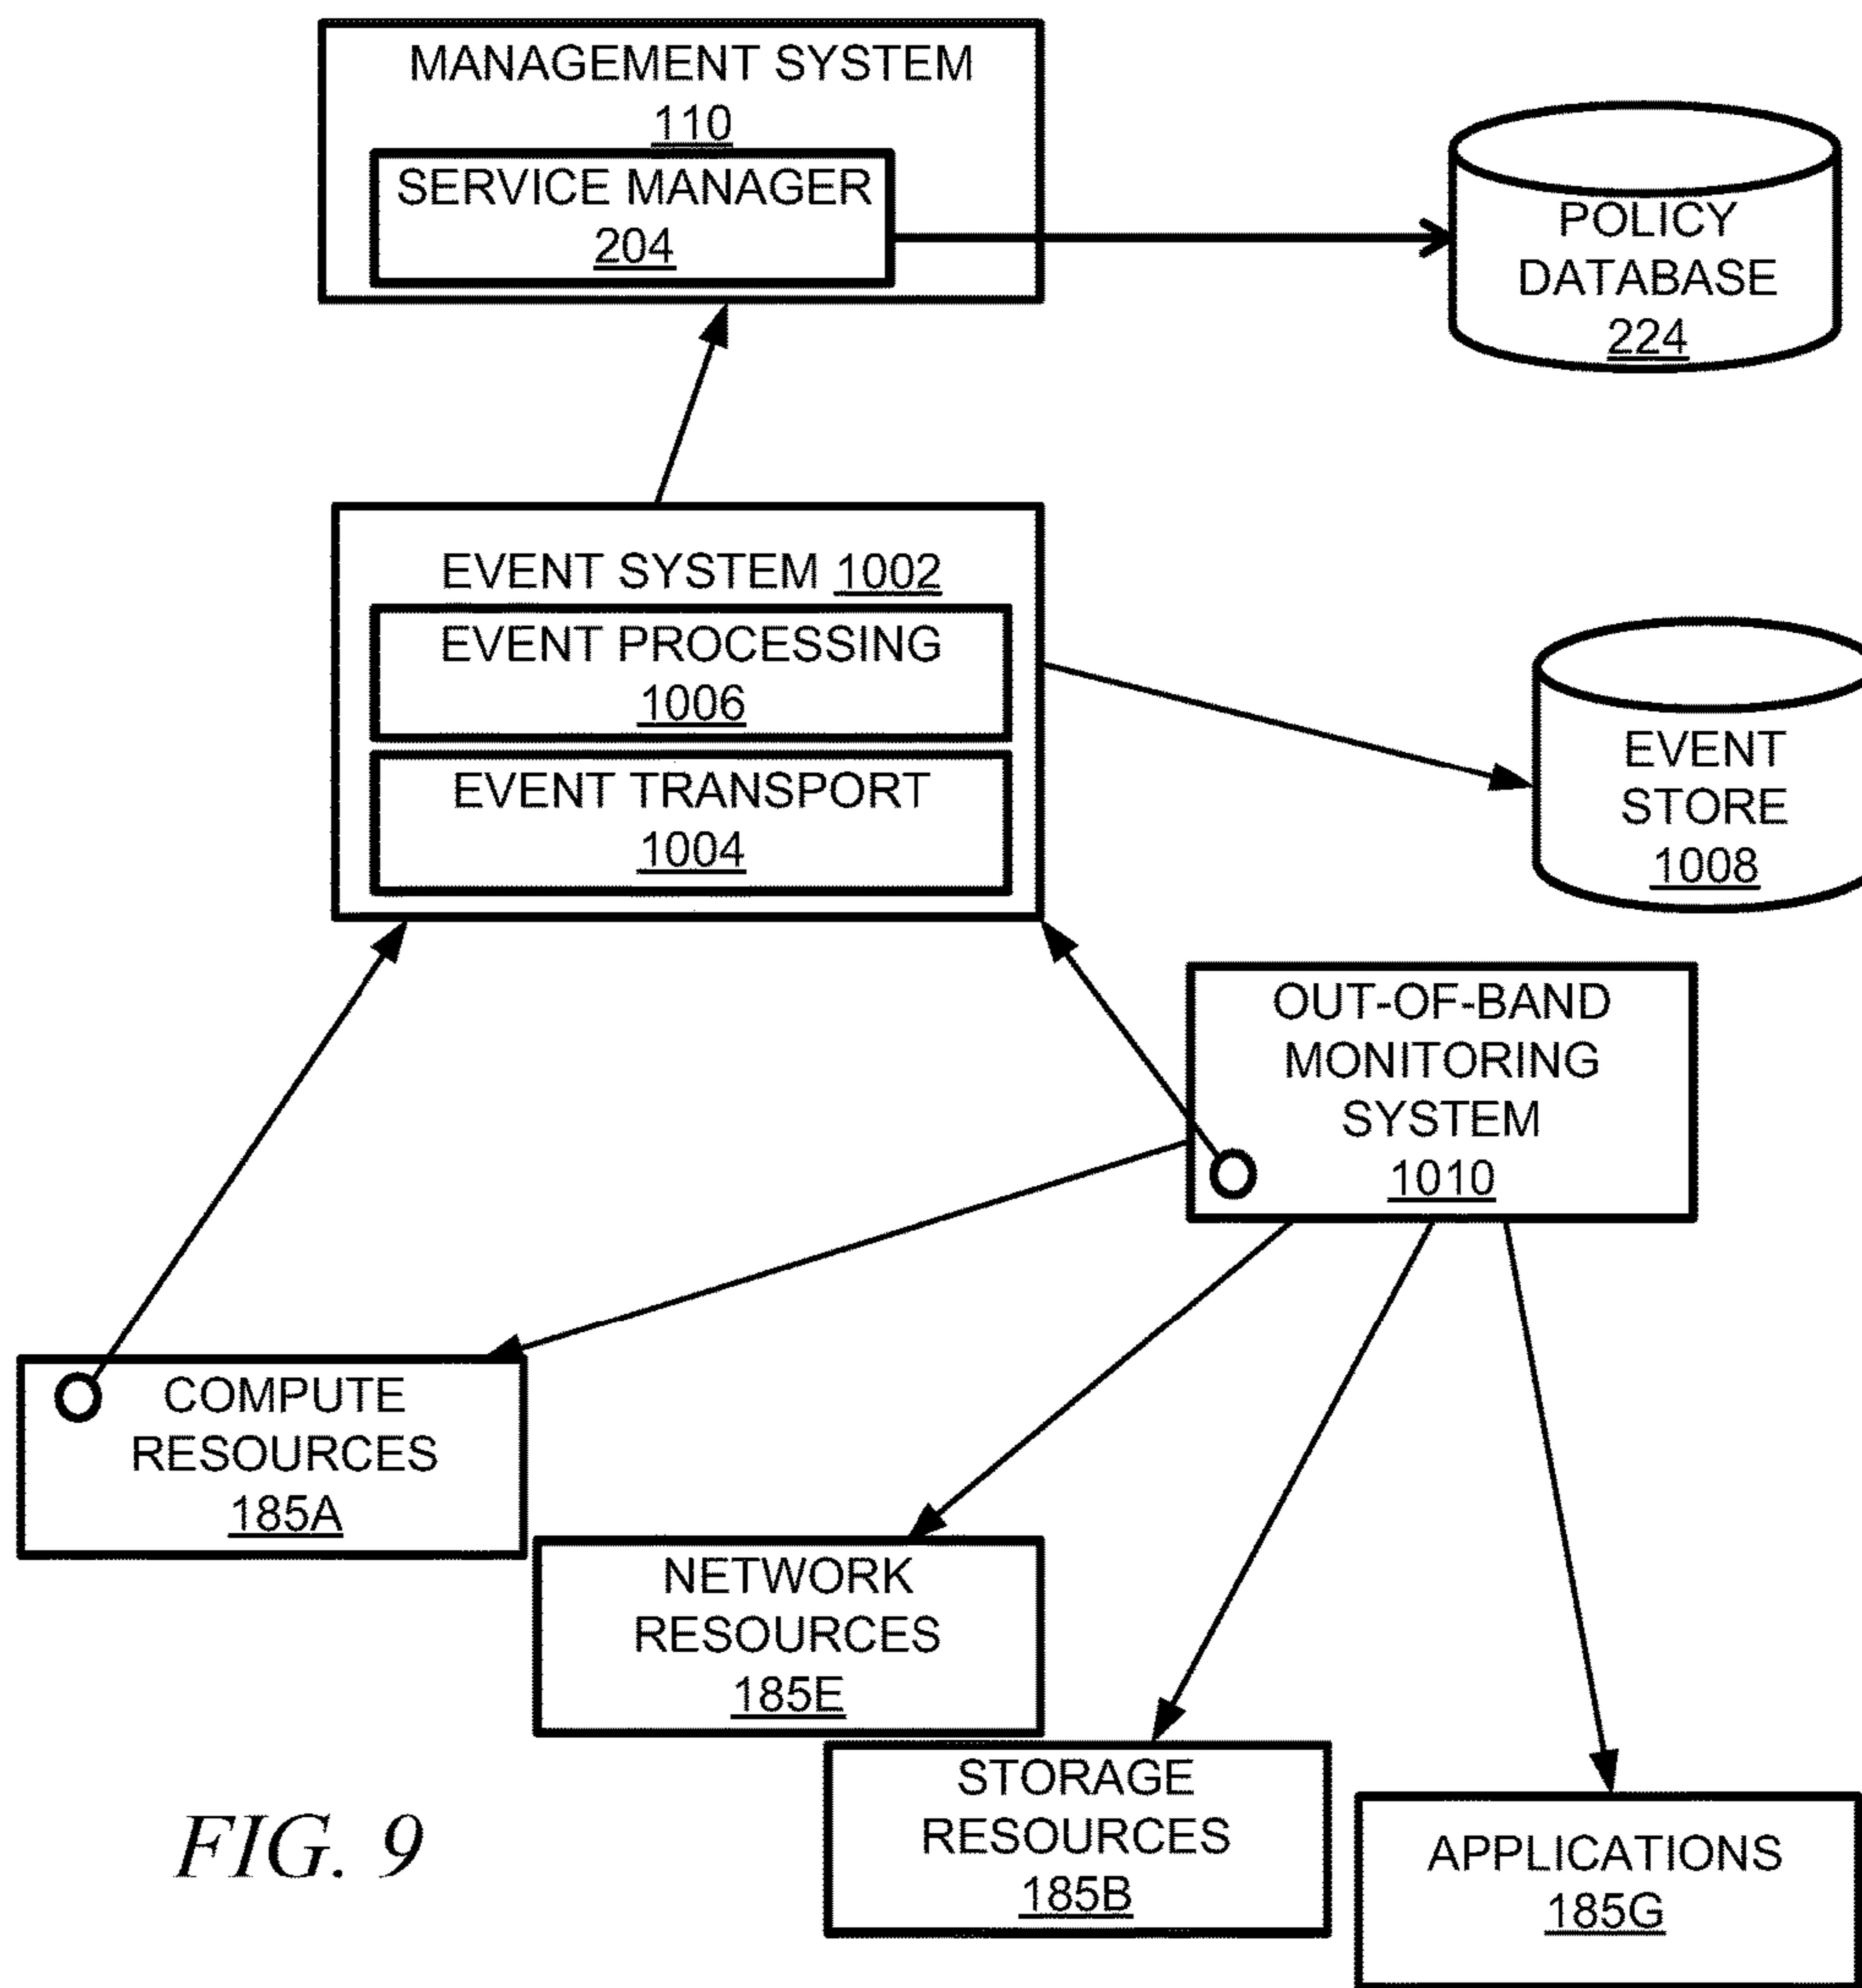 MANAGEMENT SYSTEM
110
SERVICE MANAGER
204
POLICY
DATABASE
224
EVENT SYSTEM 1002
EVENT PROCESSING
1006
EVENT TRANSPORT
1004
EVENT
STORE
1008
OUT-OF-BAND
MONITORING
SYSTEM
1010
COMPUTE
RESOURCES
185A
NETWORK
RESOURCES
185E
STORAGE
RESOURCES
185B
APPLICATIONS
185G
FIG. 9